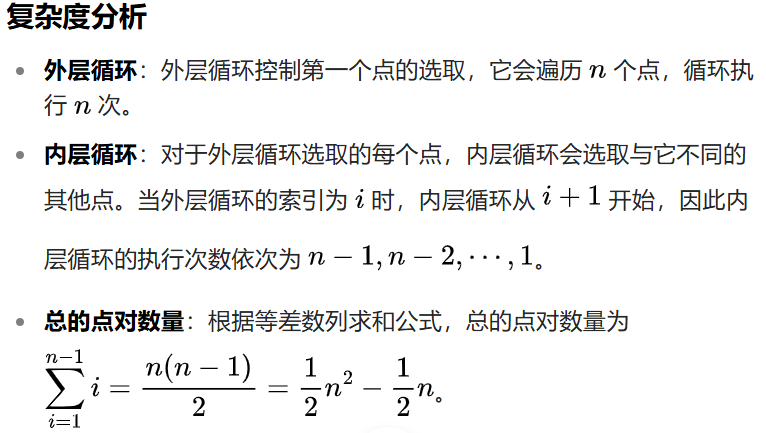 复杂度分析
• 外层循环：外层循环控制第一个点的选取，它会遍历 n 个点，循环执
行 n 次。
• 内层循环：对于外层循环选取的每个点，内层循环会选取与它不同的
其他点。当外层循环的索引为 i 时，内层循环从 i + 1 开始，因此内
层循环的执行次数依次为 n − 1, n − 2, ⋯ , 1。
• 总的点对数量：根据等差数列求和公式，总的点对数量为
\sum_{i=1}^{n-1} i = \frac{n(n-1)}{2} = \frac{1}{2}n^2 - \frac{1}{2}n。